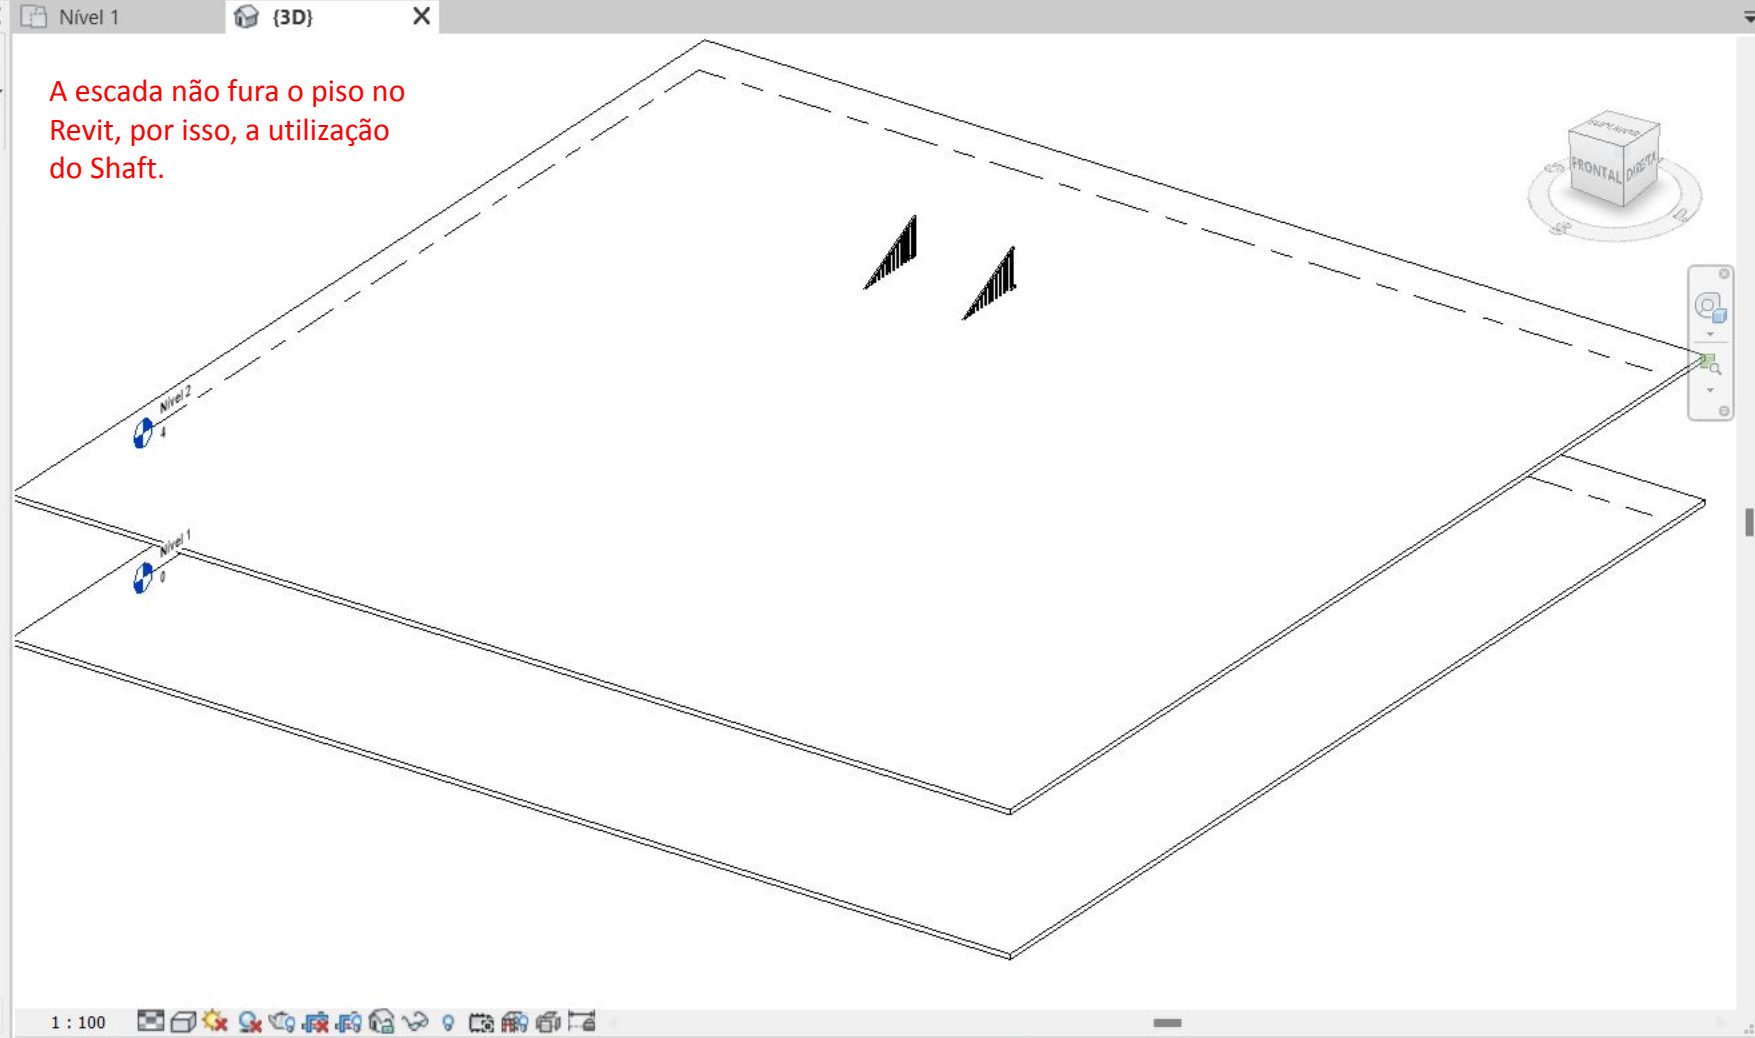 Nível 1
{3D}
A escada não fura o piso no
Revit, por isso, a utilização
do Shaft.
SUPERIOR
FRONTAL
DIREITA
Nível 2
4
Nível 1
0
1 : 100